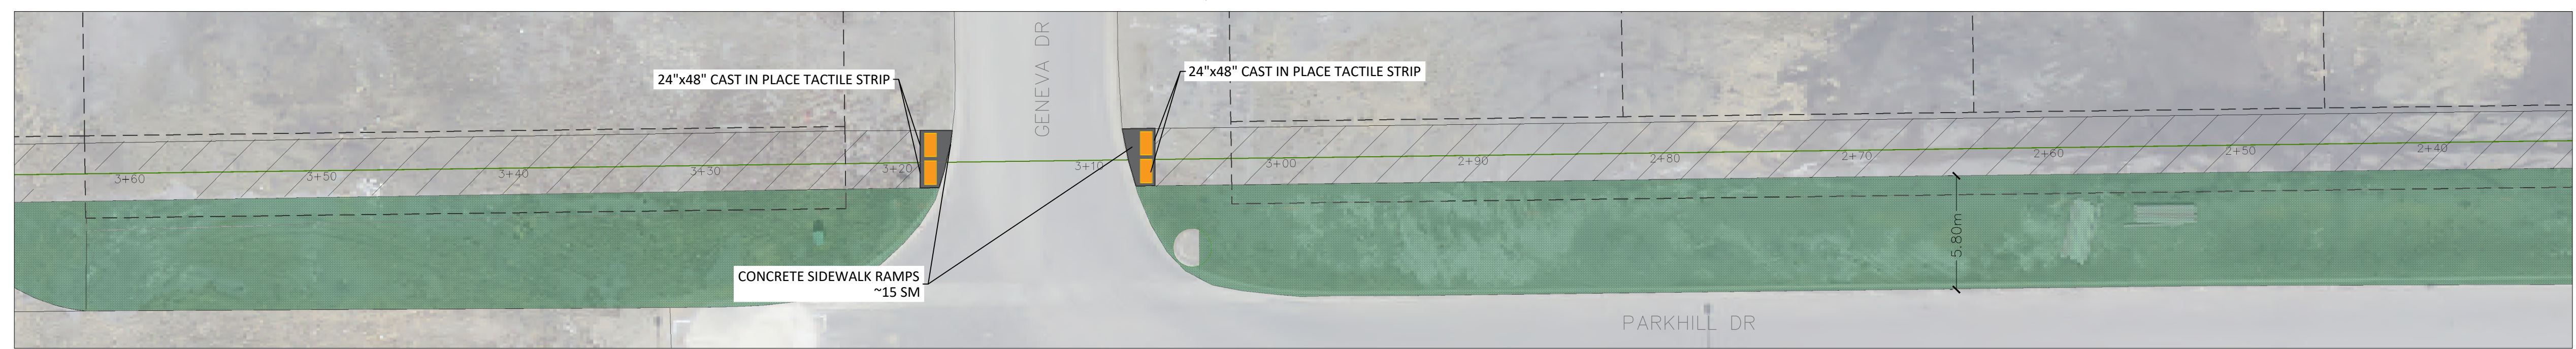 GENEVA DR
24"x48" CAST IN PLACE TACTILE STRIP
24"x48" CAST IN PLACE TACTILE STRIP
3+60
3+50
3+40
3+30
3+20
3+10
3+00
2+90
2+80
2+70
2+60
2+50
2+40
5.80m
CONCRETE SIDEWALK RAMPS
~15 SM
PARKHILL DR